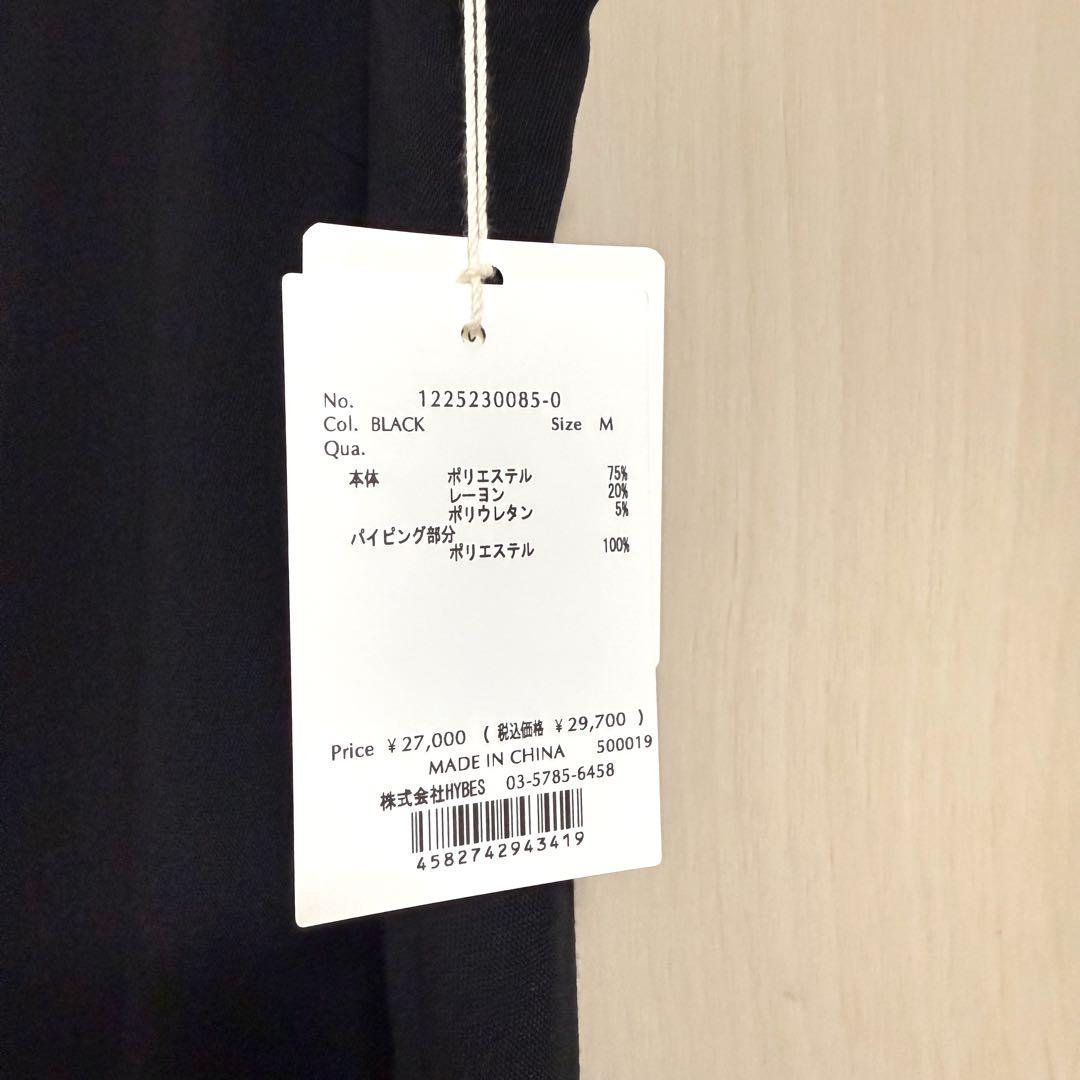 No. 1225230085-0
Col. BLACK Size M
Qua.
本体 ポリエステル 75%
レーヨン 20%
ポリウレタン 5%
パイピング部分
ポリエステル 100%
Price ¥27,000 ( 税込価格 ¥29,700 )
MADE IN CHINA 500019
株式会社HYBES 03-5785-6458
4582742943419